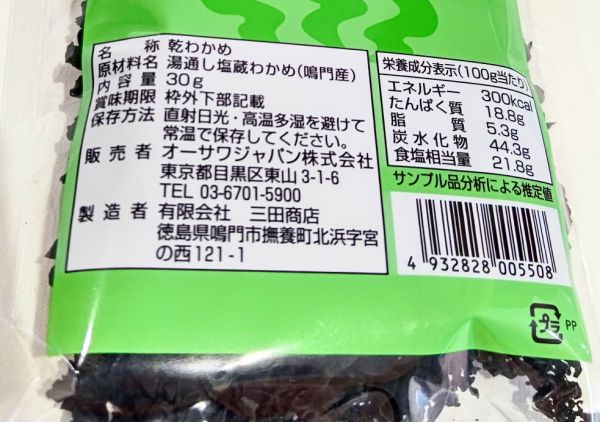 名称 乾わかめ
原材料名 湯通し塩蔵わかめ(鳴門産)
内容量 30g
賞味期限 枠外下部記載
保存方法 直射日光・高温多湿を避けて
常温で保存してください。
販売者 オーサワジャパン株式会社
東京都目黒区東山3-1-6
TEL 03-6701-5900
製造者 有限会社 三田商店
徳島県鳴門市撫養町北浜字宮
の西121-1
栄養成分表示(100g当たり)
エネルギー 300kcal
たんぱく質 18.8g
脂質 5.3g
炭水化物 44.3g
食塩相当量 21.8g
サンプル品分析による推定値
4 932828 005508
プラ PP